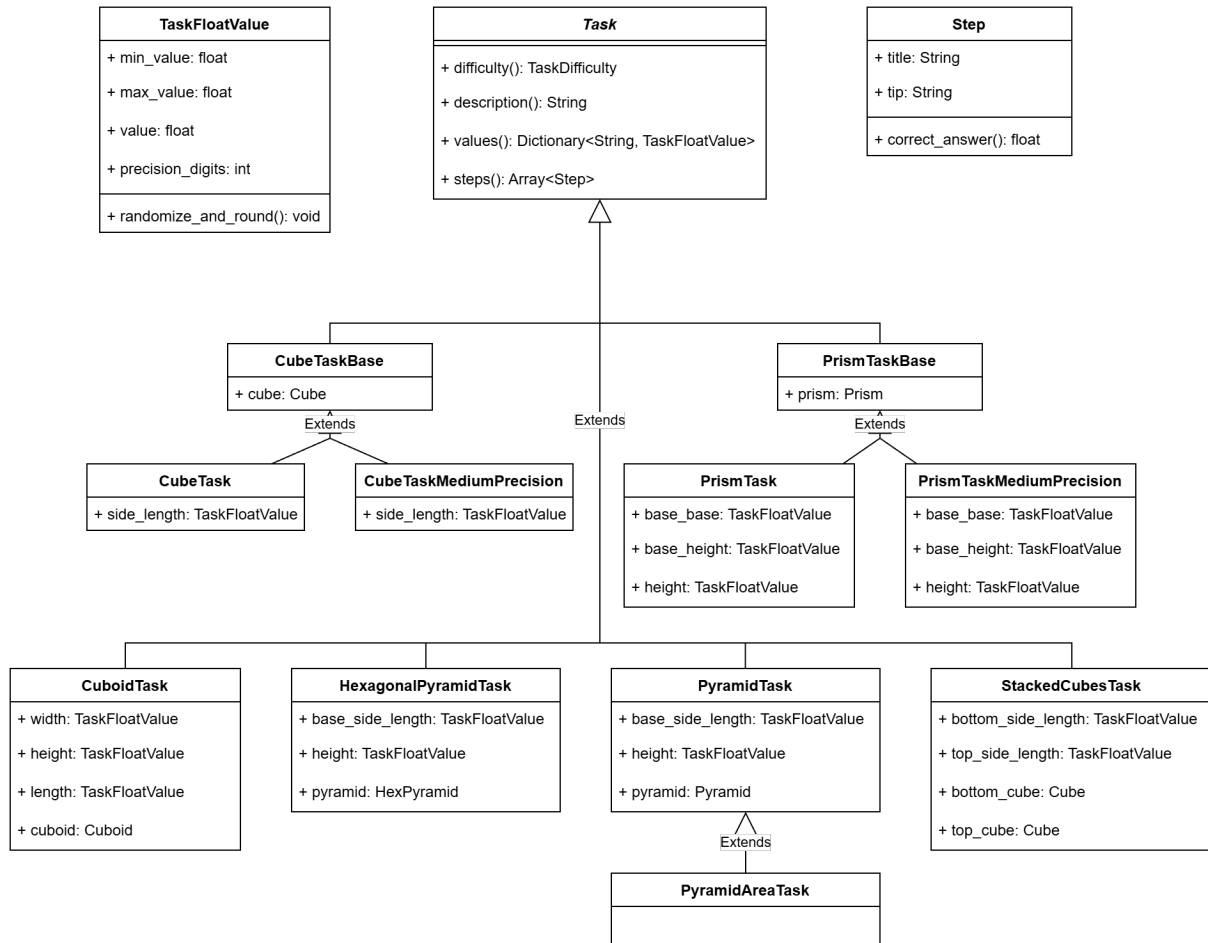 TaskFloatValue
+ min_value: float
+ max_value: float
+ value: float
+ precision_digits: int
+ randomize_and_round(): void
Task
+ difficulty(): TaskDifficulty
+ description(): String
+ values(): Dictionary<String, TaskFloatValue>
+ steps(): Array<Step>
Step
+ title: String
+ tip: String
+ correct_answer(): float
CubeTaskBase
+ cube: Cube
Extends
Extends
PrismTaskBase
+ prism: Prism
Extends
CubeTask
+ side_length: TaskFloatValue
CubeTaskMediumPrecision
+ side_length: TaskFloatValue
PrismTask
+ base_base: TaskFloatValue
+ base_height: TaskFloatValue
+ height: TaskFloatValue
PrismTaskMediumPrecision
+ base_base: TaskFloatValue
+ base_height: TaskFloatValue
+ height: TaskFloatValue
CuboidTask
+ width: TaskFloatValue
+ height: TaskFloatValue
+ length: TaskFloatValue
+ cuboid: Cuboid
HexagonalPyramidTask
+ base_side_length: TaskFloatValue
+ height: TaskFloatValue
+ pyramid: HexPyramid
PyramidTask
+ base_side_length: TaskFloatValue
+ height: TaskFloatValue
+ pyramid: Pyramid
StackedCubesTask
+ bottom_side_length: TaskFloatValue
+ top_side_length: TaskFloatValue
+ bottom_cube: Cube
+ top_cube: Cube
Extends
PyramidAreaTask